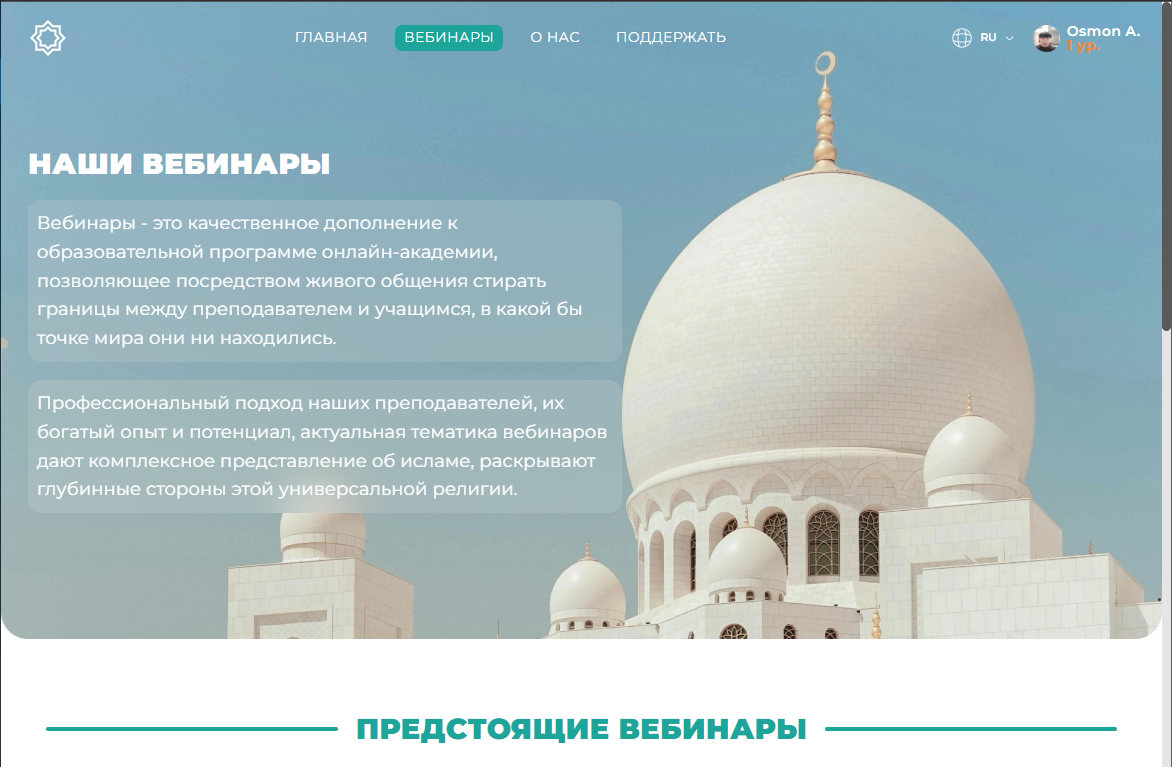 ГЛАВНАЯ ВЕБИНАРЫ О НАС ПОДДЕРЖАТЬ RU Osmon A.
1 ур.
НАШИ ВЕБИНАРЫ
Вебинары - это качественное дополнение к
образовательной программе онлайн-академии,
позволяющее посредством живого общения стирать
границы между преподавателем и учащимся, в какой бы
точке мира они ни находились.
Профессиональный подход наших преподавателей, их
богатый опыт и потенциал, актуальная тематика вебинаров
дают комплексное представление об исламе, раскрывают
глубинные стороны этой универсальной религии.
ПРЕДСТОЯЩИЕ ВЕБИНАРЫ